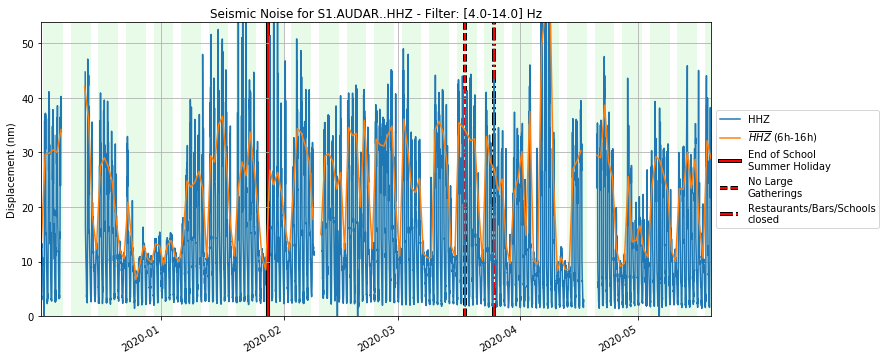 Seismic Noise for S1.AUDAR..HHZ - Filter: [4.0-14.0] Hz
Displacement (nm)
50
40
30
20
10
0
2020-01
2020-02
2020-03
2020-04
2020-05
HHZ
HHZ (6h-16h)
End of School
Summer Holiday
No Large
Gatherings
Restaurants/Bars/Schools
closed